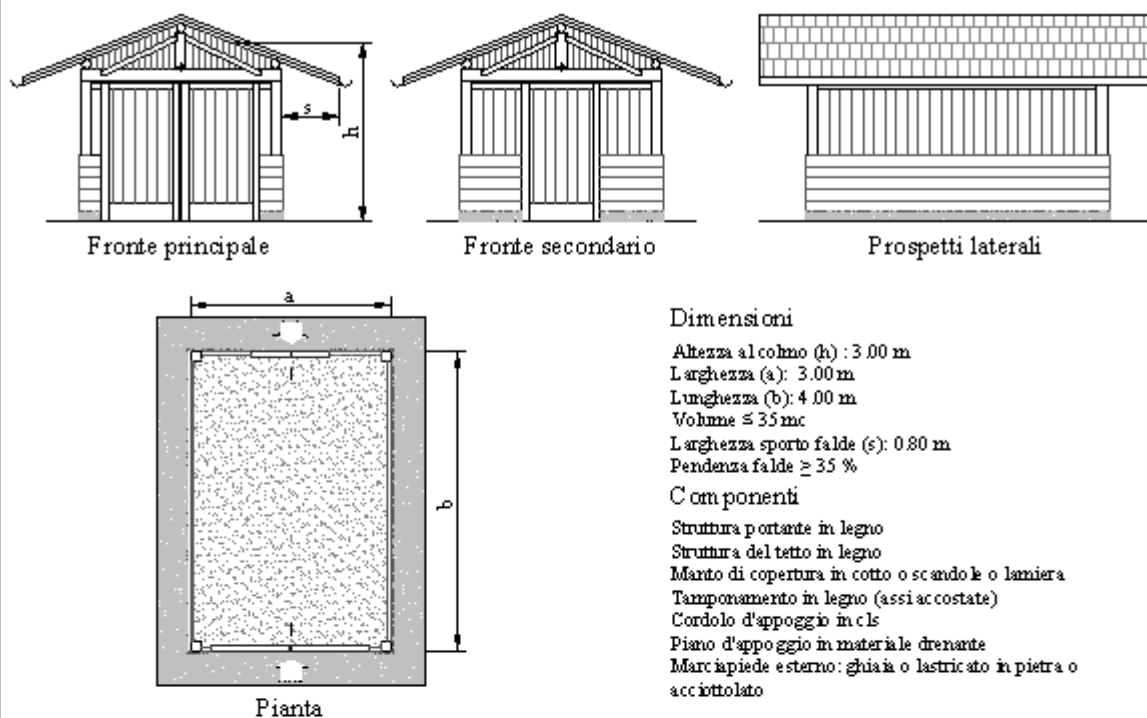 s
h
Fronte principale
Fronte secondario
Prospetti laterali
a
b
Pianta
Dimensioni
Altezza al colmo (h) : 3.00 m
Larghezza (a): 3.00 m
Lunghezza (b): 4.00 m
Volume ≤ 35 mc
Larghezza sporto falde (s): 0.80 m
Pendenza falde ≥ 35 %
Componenti
Struttura portante in legno
Struttura del tetto in legno
Manto di copertura in cotto o scandole o lamiera
Tamponamento in legno (assi accostate)
Cordolo d'appoggio in cls
Piano d'appoggio in materiale drenante
Marciapiede esterno: ghiaia o lastricato in pietra o
acciottolato